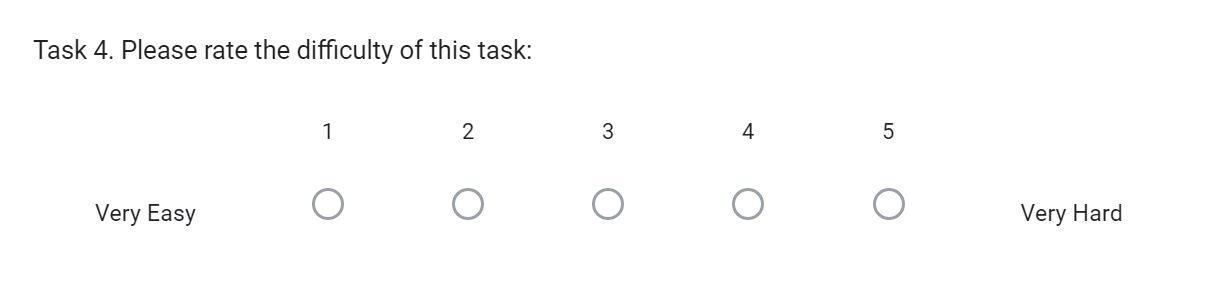 Task 4. Please rate the difficulty of this task:
1 2 3 4 5
Very Easy Very Hard